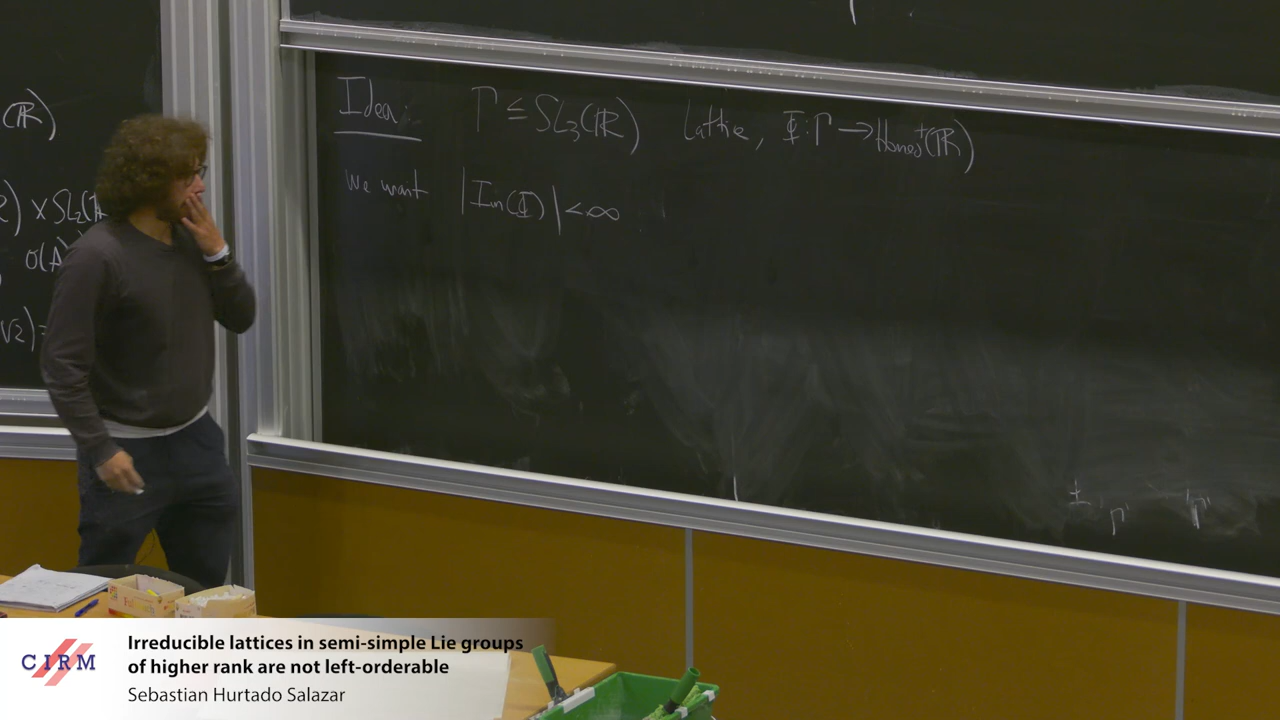 (ℝ)
Idea: Γ ≤ SL₃(ℝ) Lattice, Φ: Γ → Homeo⁺(ℝ)
We want |Im(Φ)| < ∞
) × SL₂(
√2) =
CIRM
Irreducible lattices in semi-simple Lie groups
of higher rank are not left-orderable
Sebastian Hurtado Salazar